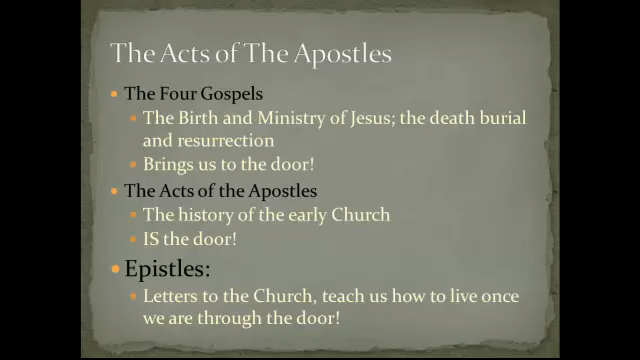 The Acts of The Apostles
The Four Gospels
The Birth and Ministry of Jesus; the death burial
and resurrection
Brings us to the door!
The Acts of the Apostles
The history of the early Church
IS the door!
Epistles:
Letters to the Church, teach us how to live once
we are through the door!